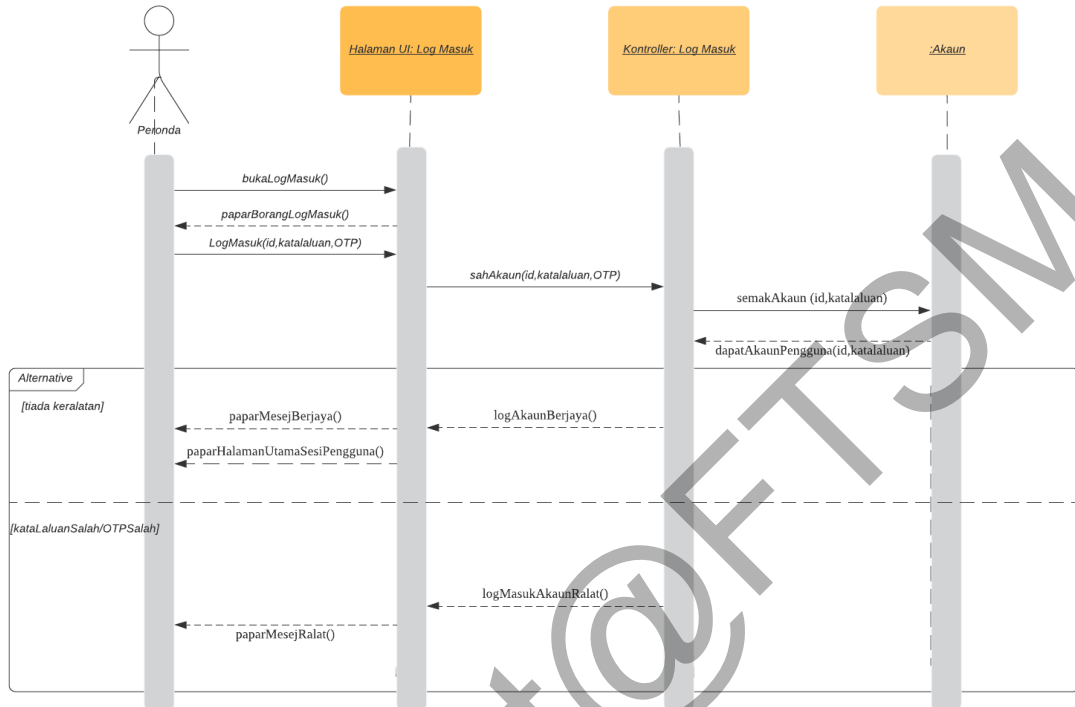 Halaman UI: Log Masuk
Kontroller: Log Masuk
:Akaun
Peronda
bukaLogMasuk()
paparBorangLogMasuk()
LogMasuk(id,katalaluan,OTP)
sahAkaun(id,katalaluan,OTP)
semakAkaun (id,katalaluan)
dapatAkaunPengguna(id,katalaluan)
Alternative
[tiada keralatan]
paparMesejBerjaya()
logAkaunBerjaya()
paparHalamanUtamaSesiPengguna()
[kataLaluanSalah/OTPSalah]
logMasukAkaunRalat()
paparMesejRalat()
t@FTSM